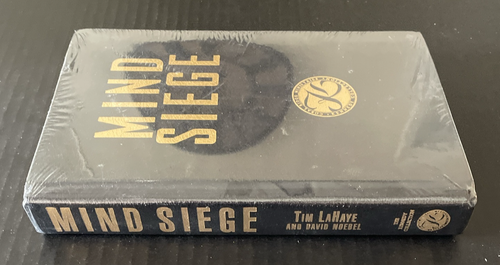 MIND
SIEGE
MIND SIEGE
TIM LAHAYE
AND DAVID NOEBEL